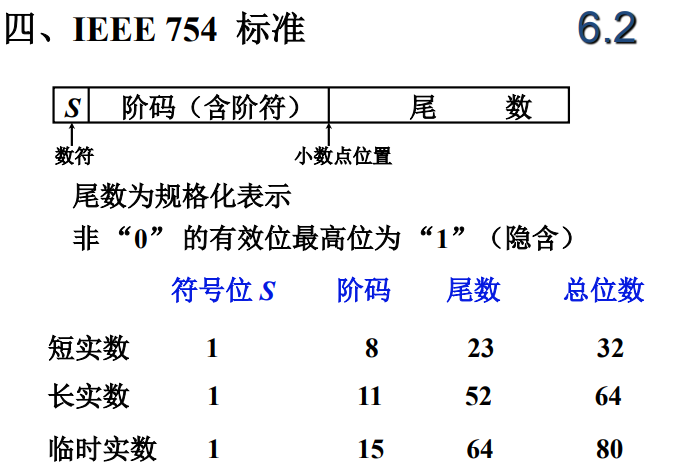 四、IEEE 754 标准 6.2
S 阶码（含阶符） 尾 数
数符 小数点位置
尾数为规格化表示
非 “0” 的有效位最高位为 “1”（隐含）
符号位 S 阶码 尾数 总位数
短实数 1 8 23 32
长实数 1 11 52 64
临时实数 1 15 64 80